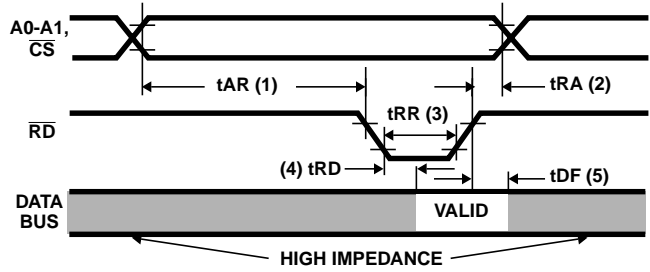 A0-A1,
CS
tAR (1)
tRA (2)
RD
tRR (3)
(4) tRD
tDF (5)
DATA
BUS
VALID
HIGH IMPEDANCE